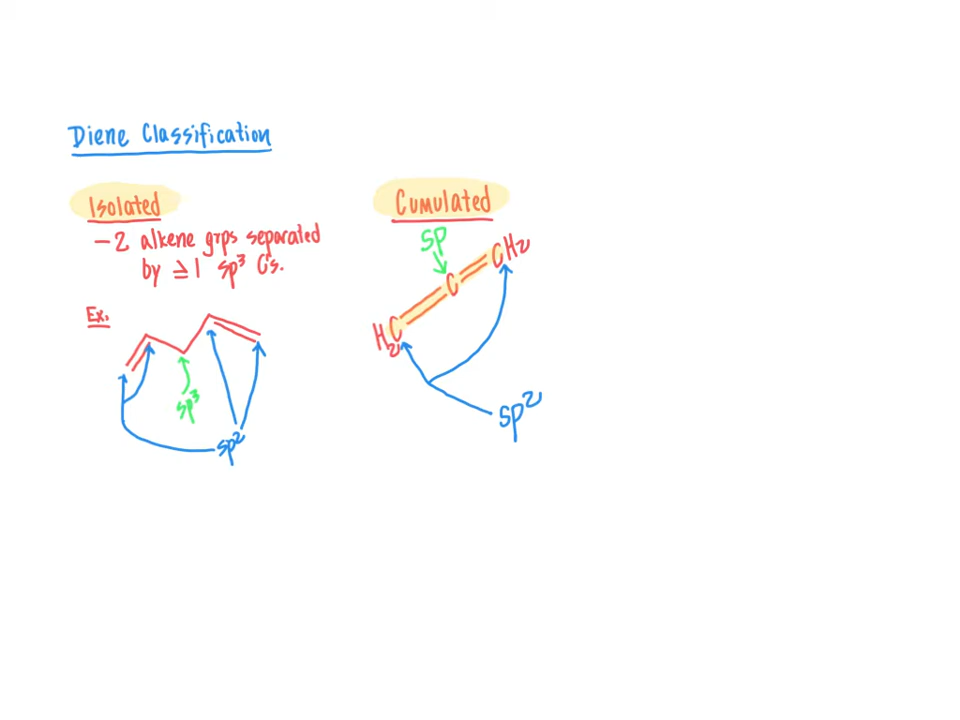 Diene Classification
Isolated
-2 alkene grps separated
by ≥1 sp³ C's.
Ex.
sp³
sp²
Cumulated
sp
H₂C=C=CH₂
sp²